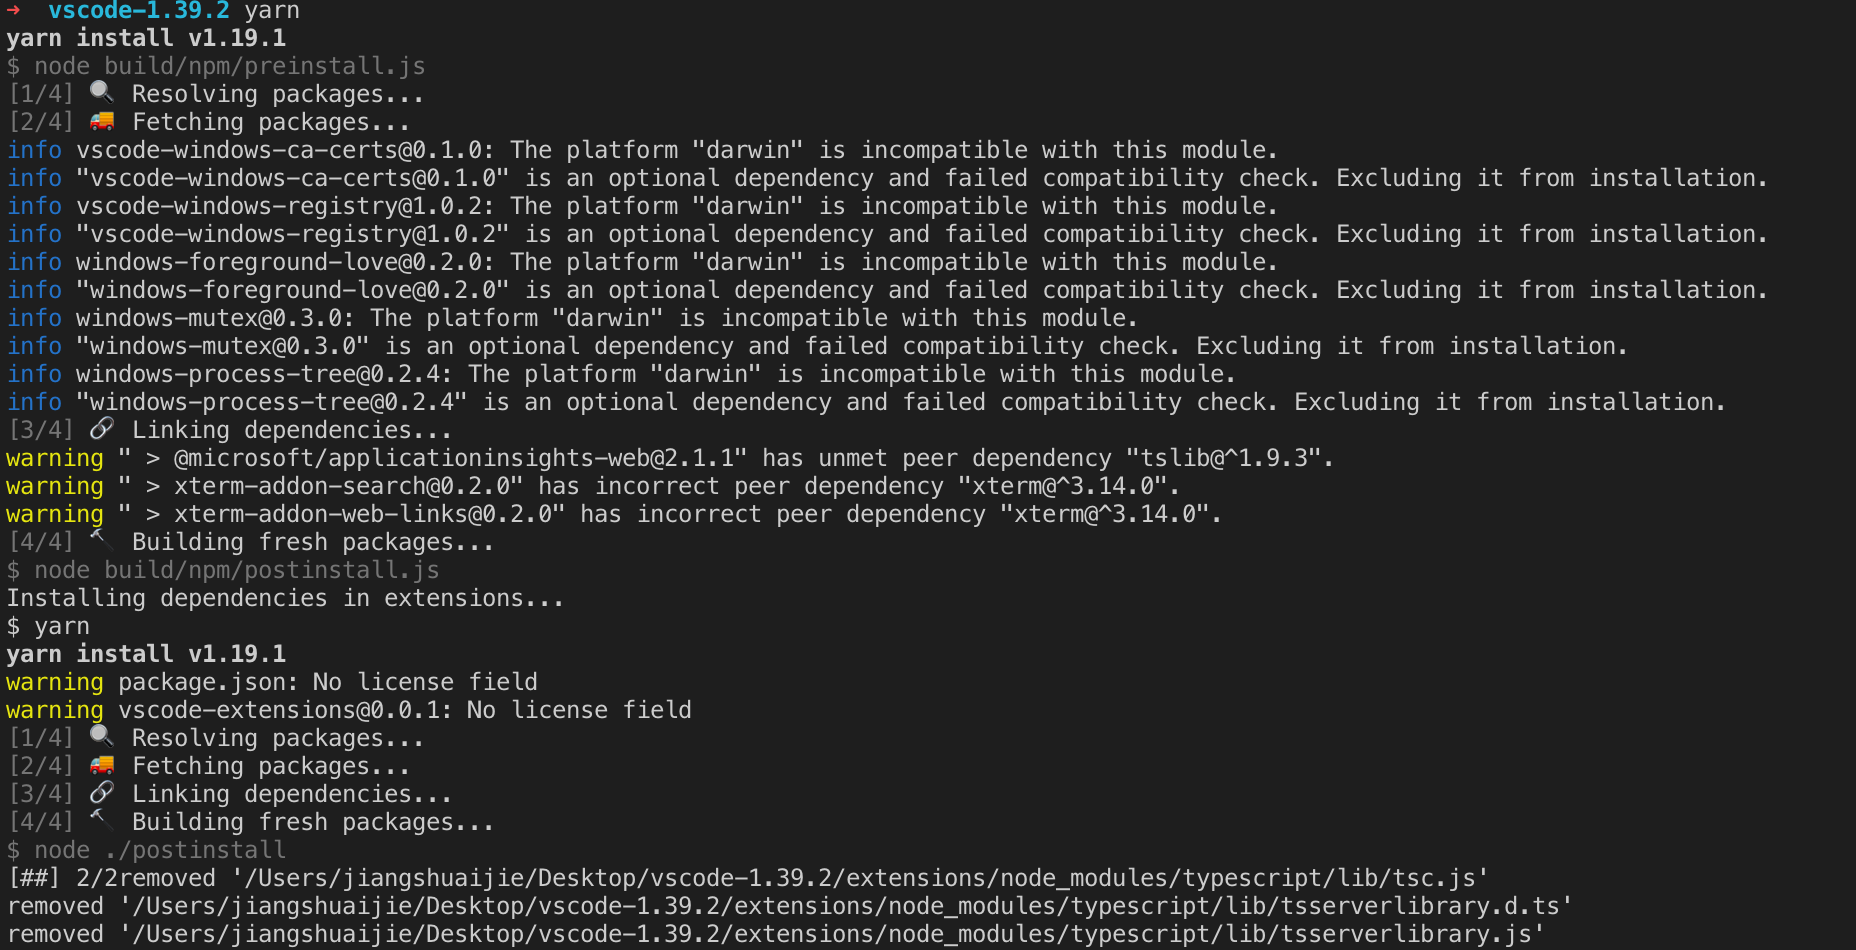 → vscode-1.39.2 yarn
yarn install v1.19.1
$ node build/npm/preinstall.js
[1/4] 🔍 Resolving packages...
[2/4] 🚚 Fetching packages...
info vscode-windows-ca-certs@0.1.0: The platform "darwin" is incompatible with this module.
info "vscode-windows-ca-certs@0.1.0" is an optional dependency and failed compatibility check. Excluding it from installation.
info vscode-windows-registry@1.0.2: The platform "darwin" is incompatible with this module.
info "vscode-windows-registry@1.0.2" is an optional dependency and failed compatibility check. Excluding it from installation.
info windows-foreground-love@0.2.0: The platform "darwin" is incompatible with this module.
info "windows-foreground-love@0.2.0" is an optional dependency and failed compatibility check. Excluding it from installation.
info windows-mutex@0.3.0: The platform "darwin" is incompatible with this module.
info "windows-mutex@0.3.0" is an optional dependency and failed compatibility check. Excluding it from installation.
info windows-process-tree@0.2.4: The platform "darwin" is incompatible with this module.
info "windows-process-tree@0.2.4" is an optional dependency and failed compatibility check. Excluding it from installation.
[3/4] 🔗 Linking dependencies...
warning " > @microsoft/applicationinsights-web@2.1.1" has unmet peer dependency "tslib@^1.9.3".
warning " > xterm-addon-search@0.2.0" has incorrect peer dependency "xterm@^3.14.0".
warning " > xterm-addon-web-links@0.2.0" has incorrect peer dependency "xterm@^3.14.0".
[4/4] 🔨 Building fresh packages...
$ node build/npm/postinstall.js
Installing dependencies in extensions...
$ yarn
yarn install v1.19.1
warning package.json: No license field
warning vscode-extensions@0.0.1: No license field
[1/4] 🔍 Resolving packages...
[2/4] 🚚 Fetching packages...
[3/4] 🔗 Linking dependencies...
[4/4] 🔨 Building fresh packages...
$ node ./postinstall
[##] 2/2removed '/Users/jiangshuaijie/Desktop/vscode-1.39.2/extensions/node_modules/typescript/lib/tsc.js'
removed '/Users/jiangshuaijie/Desktop/vscode-1.39.2/extensions/node_modules/typescript/lib/tsserverlibrary.d.ts'
removed '/Users/jiangshuaijie/Desktop/vscode-1.39.2/extensions/node_modules/typescript/lib/tsserverlibrary.js'